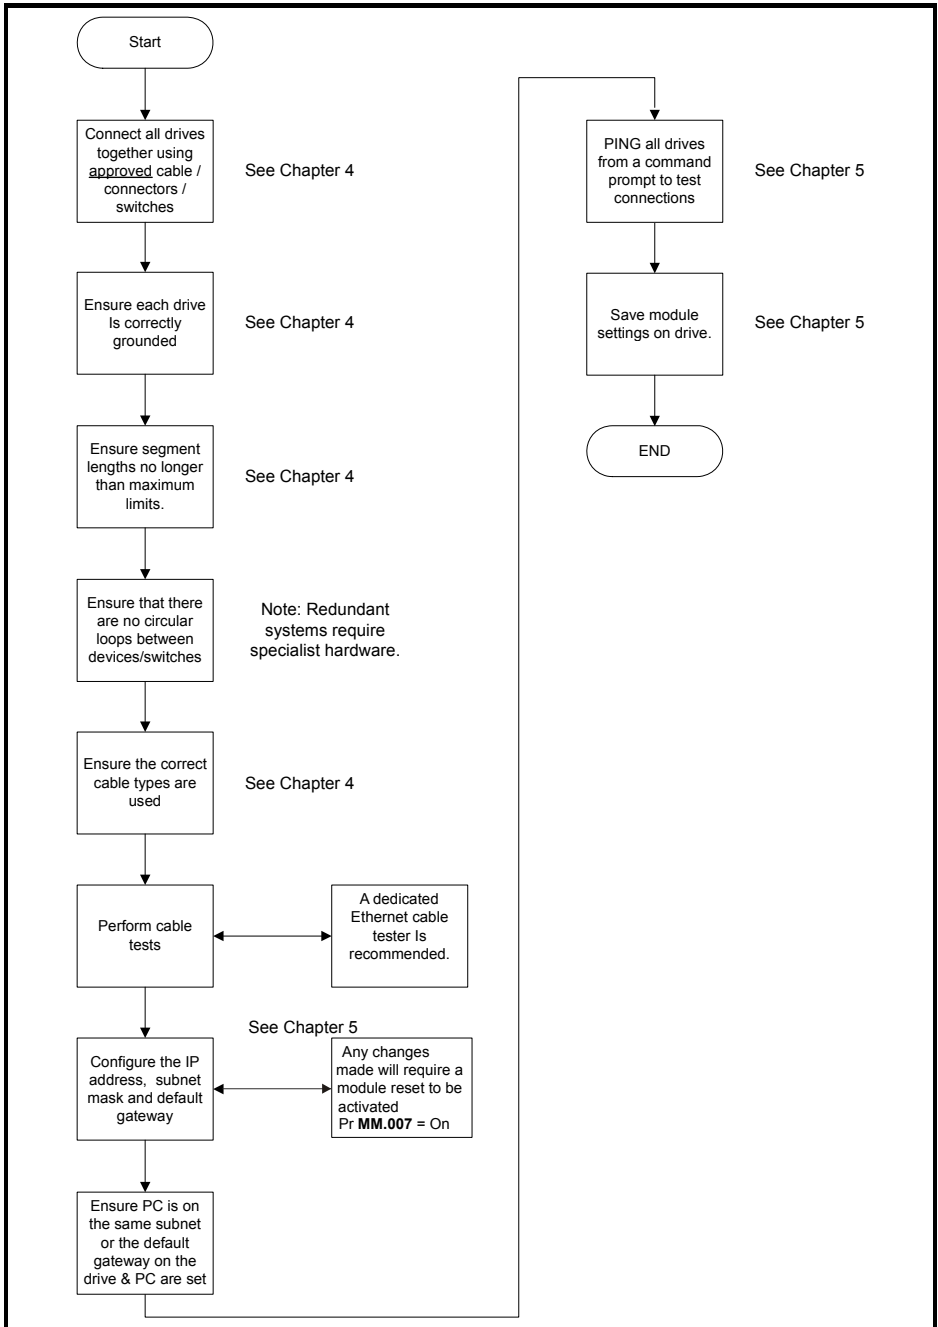 Start
Connect all drives
together using
approved cable /
connectors /
switches
See Chapter 4
Ensure each drive
Is correctly
grounded
See Chapter 4
Ensure segment
lengths no longer
than maximum
limits.
See Chapter 4
Ensure that there
are no circular
loops between
devices/switches
Note: Redundant
systems require
specialist hardware.
Ensure the correct
cable types are
used
See Chapter 4
Perform cable
tests
A dedicated
Ethernet cable
tester Is
recommended.
See Chapter 5
Configure the IP
address, subnet
mask and default
gateway
Any changes
made will require a
module reset to be
activated
Pr MM.007 = On
Ensure PC is on
the same subnet
or the default
gateway on the
drive & PC are set
PING all drives
from a command
prompt to test
connections
See Chapter 5
Save module
settings on drive.
See Chapter 5
END